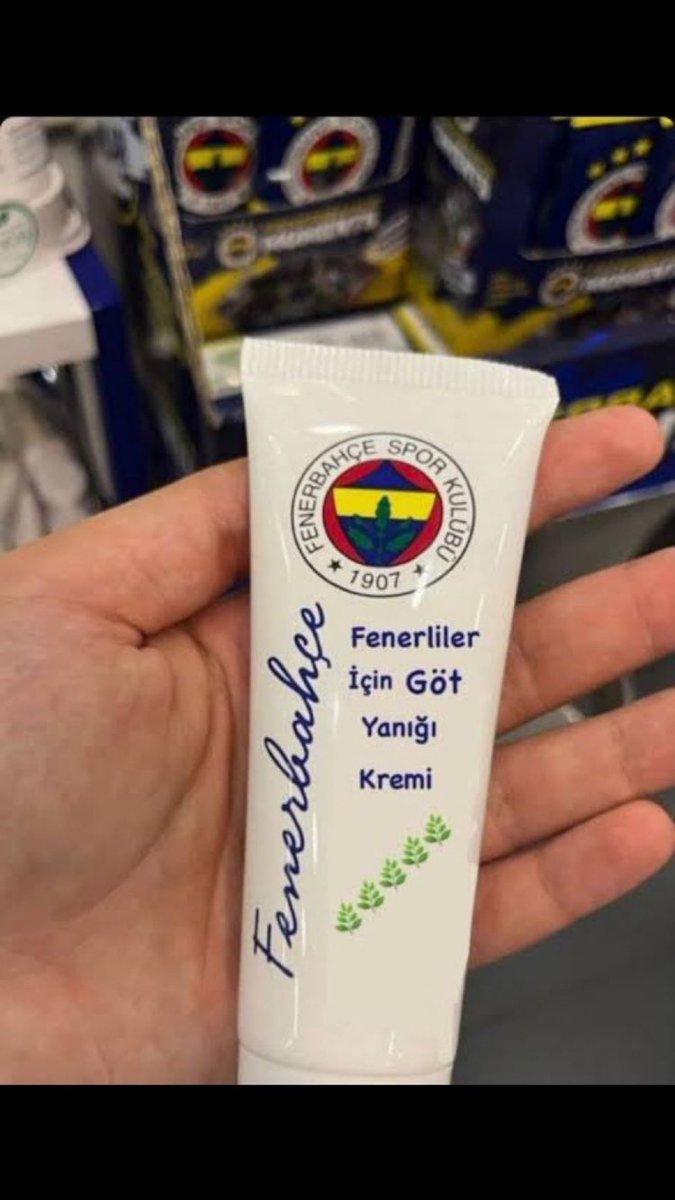 FENERBAHÇE SPOR KULÜBÜ
1907
Fenerbahçe
Fenerliler
İçin Göt
Yanığı
Kremi